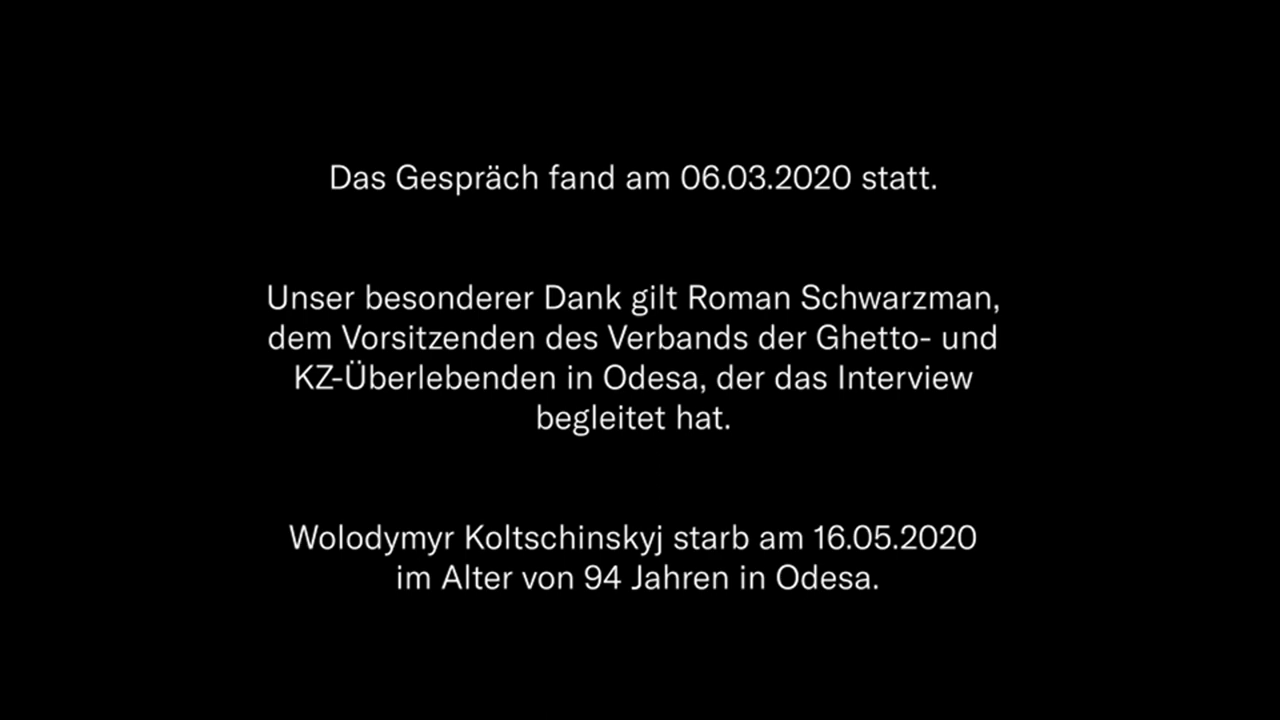 Das Gespräch fand am 06.03.2020 statt.
Unser besonderer Dank gilt Roman Schwarzman,
dem Vorsitzenden des Verbands der Ghetto- und
KZ-Überlebenden in Odesa, der das Interview
begleitet hat.
Wolodymyr Koltschinskyj starb am 16.05.2020
im Alter von 94 Jahren in Odesa.